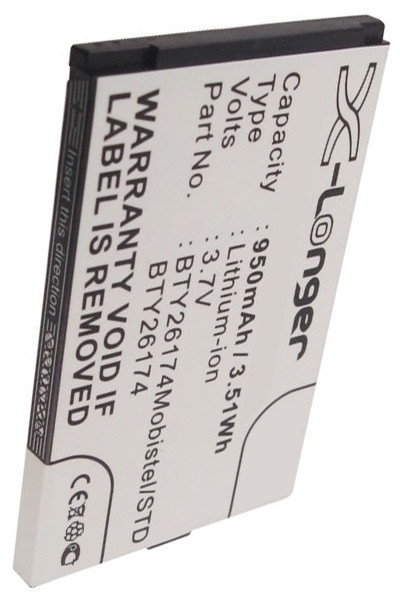 X-Longer
Capacity : 950mAh / 3.51Wh
Type : Lithium-ion
Volts : 3.7V
Part No. : BTY26174Mobistel/STD
BTY26174
WARRANTY VOID IF
LABEL IS REMOVED
Insert this direction
CE